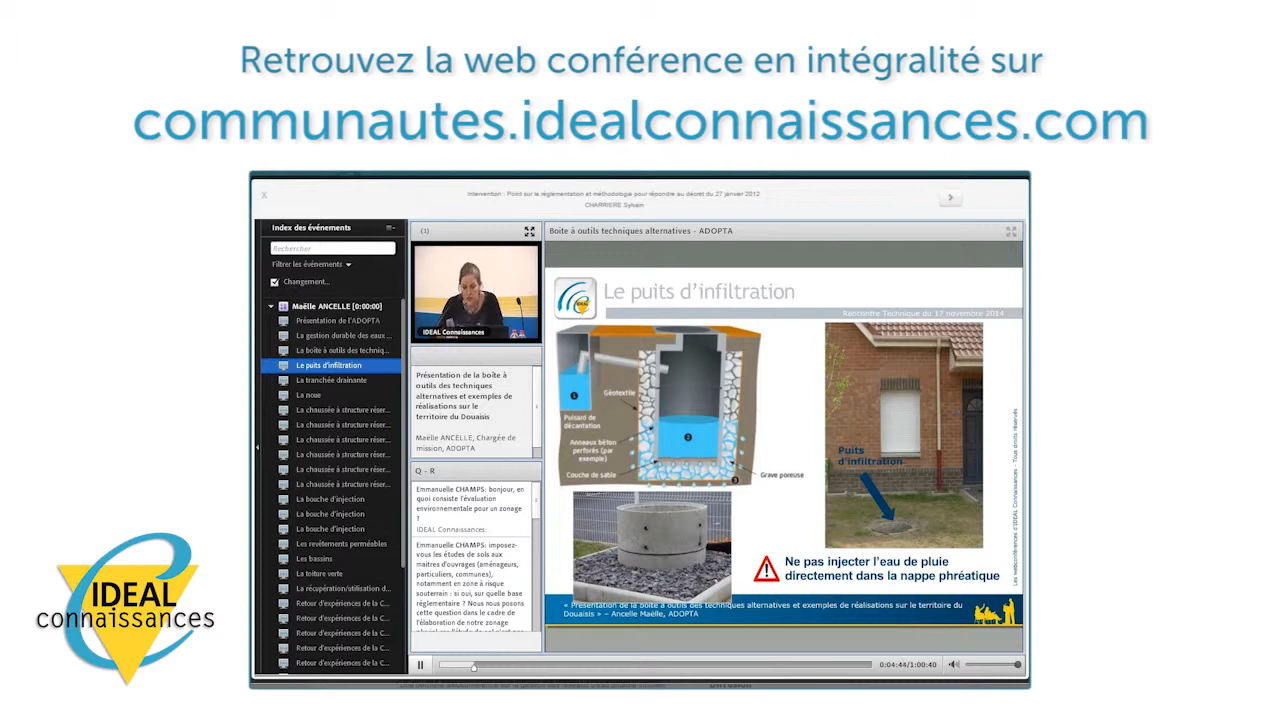 Retrouvez la web conférence en intégralité sur
communautes.idealconnaissances.com
X
Intervention : Point sur la réglementation et méthodologie pour répondre au décret du 27 janvier 2012
CHARRIERE Sylvain
Index des événements
Rechercher
Filtrer les événements
Changement...
Maëlle ANCELLE [0:00:00]
Présentation de l'ADOPTA
La gestion durable des eaux ...
La boîte à outils des techniq...
Le puits d'infiltration
La tranchée drainante
La noue
La chaussée à structure réser...
La chaussée à structure réser...
La chaussée à structure réser...
La chaussée à structure réser...
La chaussée à structure réser...
La chaussée à structure réser...
La bouche d'injection
La bouche d'injection
La bouche d'injection
Les revêtements perméables
Les bassins
La toiture verte
La récupération/utilisation d...
Retour d'expériences de la C...
Retour d'expériences de la C...
Retour d'expériences de la C...
Retour d'expériences de la C...
Retour d'expériences de la C...
(1)
IDEAL Connaissances
Présentation de la boîte à
outils des techniques
alternatives et exemples de
réalisations sur le
territoire du Douaisis
Maëlle ANCELLE, Chargée de
mission, ADOPTA
Q - R
Emmanuelle CHAMPS: bonjour, en
quoi consiste l'évaluation
environnementale pour un zonage
?
IDEAL Connaissances:
Emmanuelle CHAMPS: imposez-
vous les études de sols aux
maitres d'ouvrages (aménageurs,
particuliers, communes),
notamment en zone à risque
souterrain : si oui, sur quelle base
réglementaire ? Nous nous posons
cette question dans le cadre de
l'élaboration de notre zonage
Boite à outils techniques alternatives - ADOPTA
IDEAL
Le puits d'infiltration
Rencontre Technique du 17 novembre 2014
1
Puisard de
décantation
Géotextile
Anneaux béton
perforés (par
exemple)
Couche de sable
2
3
Grave poreuse
Puits
d'infiltration
Ne pas injecter l'eau de pluie
directement dans la nappe phréatique
Les webconférences d'IDEAL Connaissances - Tous droits réservés
« Présentation de la boîte à outils des techniques alternatives et exemples de réalisations sur le territoire du
Douaisis » – Ancelle Maëlle, ADOPTA
0:04:44/1:00:40
IDEAL
connaissances